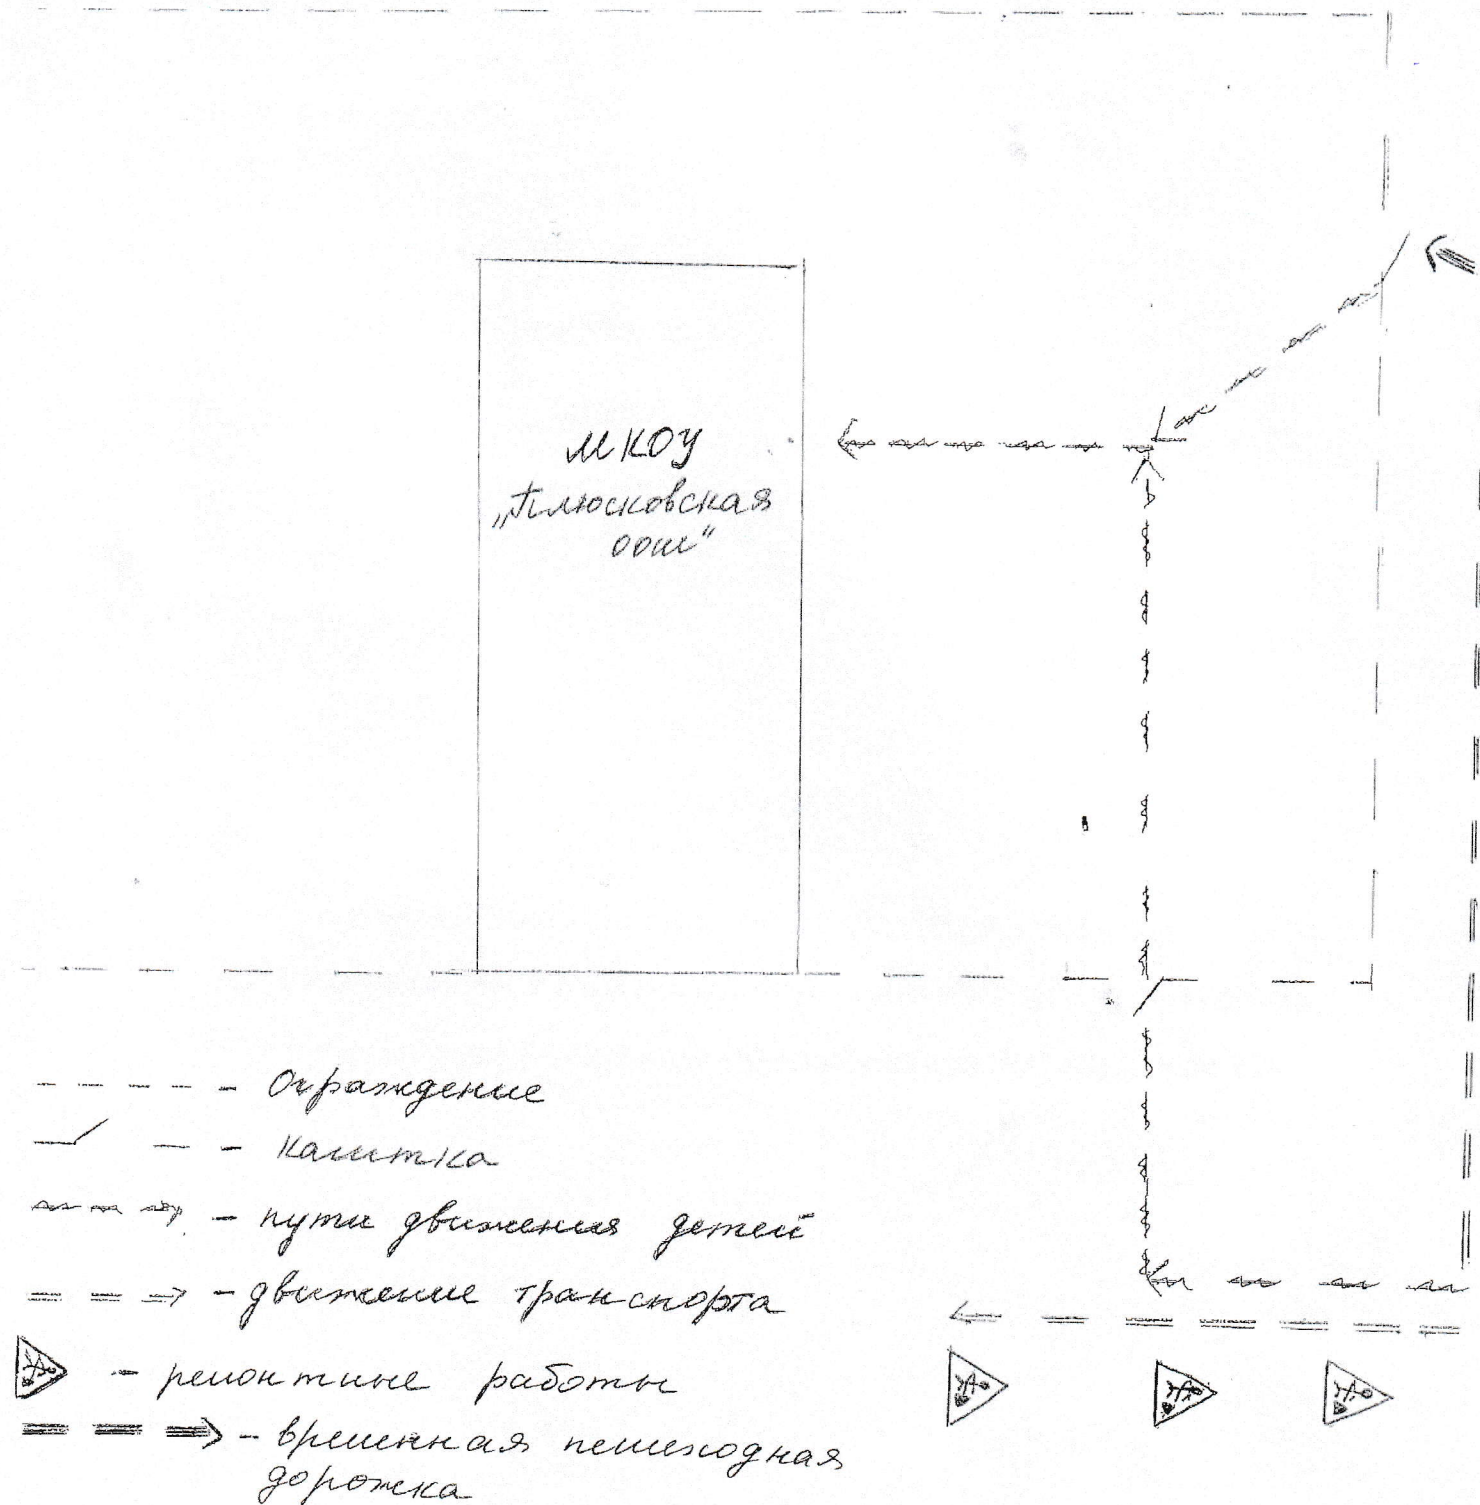 МКОУ
„Плюсковская
оош“
- Ограждение
- калитка
- пути движения детей
- движение транспорта
- ремонтные работы
- временная пешеходная
дорожка